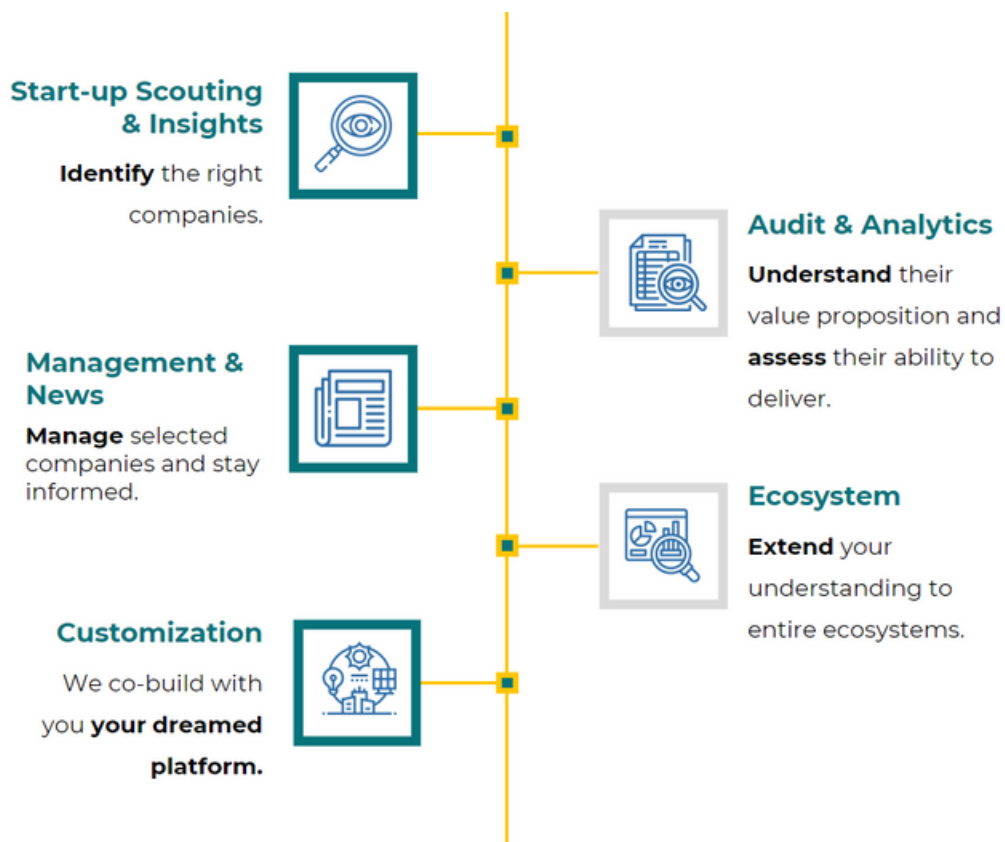 Start-up Scouting
& Insights
Identify the right
companies.
Audit & Analytics
Understand their
value proposition and
assess their ability to
deliver.
Management &
News
Manage selected
companies and stay
informed.
Ecosystem
Extend your
understanding to
entire ecosystems.
Customization
We co-build with
you your dreamed
platform.